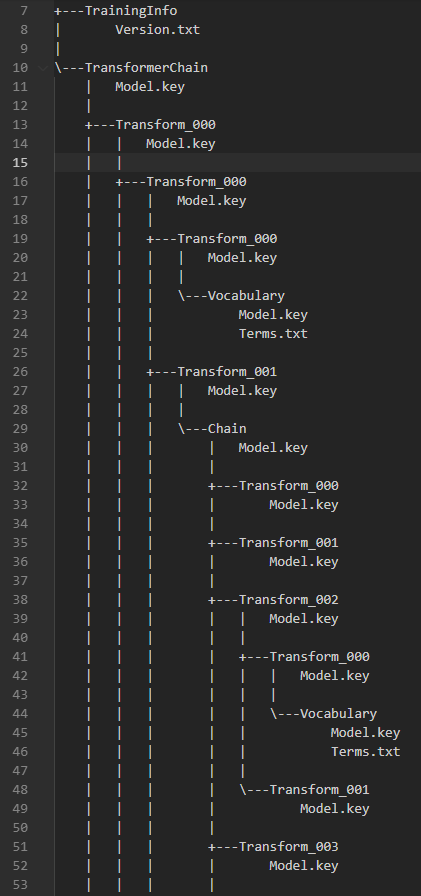 7 +---TrainingInfo
8 |       Version.txt
9 |
10 \---TransformerChain
11     |   Model.key
12     |
13     +---Transform_000
14     |   |   Model.key
15     |   |
16     |   +---Transform_000
17     |   |   |   Model.key
18     |   |   |
19     |   |   +---Transform_000
20     |   |   |   |   Model.key
21     |   |   |   |
22     |   |   |   \---Vocabulary
23     |   |   |           Model.key
24     |   |   |           Terms.txt
25     |   |   |
26     |   |   +---Transform_001
27     |   |   |   |   Model.key
28     |   |   |   |
29     |   |   |   \---Chain
30     |   |   |       |   Model.key
31     |   |   |       |
32     |   |   |       +---Transform_000
33     |   |   |       |       Model.key
34     |   |   |       |
35     |   |   |       +---Transform_001
36     |   |   |       |       Model.key
37     |   |   |       |
38     |   |   |       +---Transform_002
39     |   |   |       |   |   Model.key
40     |   |   |       |   |
41     |   |   |       |   +---Transform_000
42     |   |   |       |   |   |   Model.key
43     |   |   |       |   |   |
44     |   |   |       |   |   \---Vocabulary
45     |   |   |       |   |           Model.key
46     |   |   |       |   |           Terms.txt
47     |   |   |       |   |
48     |   |   |       |   \---Transform_001
49     |   |   |       |           Model.key
50     |   |   |       |
51     |   |   |       +---Transform_003
52     |   |   |       |       Model.key
53     |   |   |       |